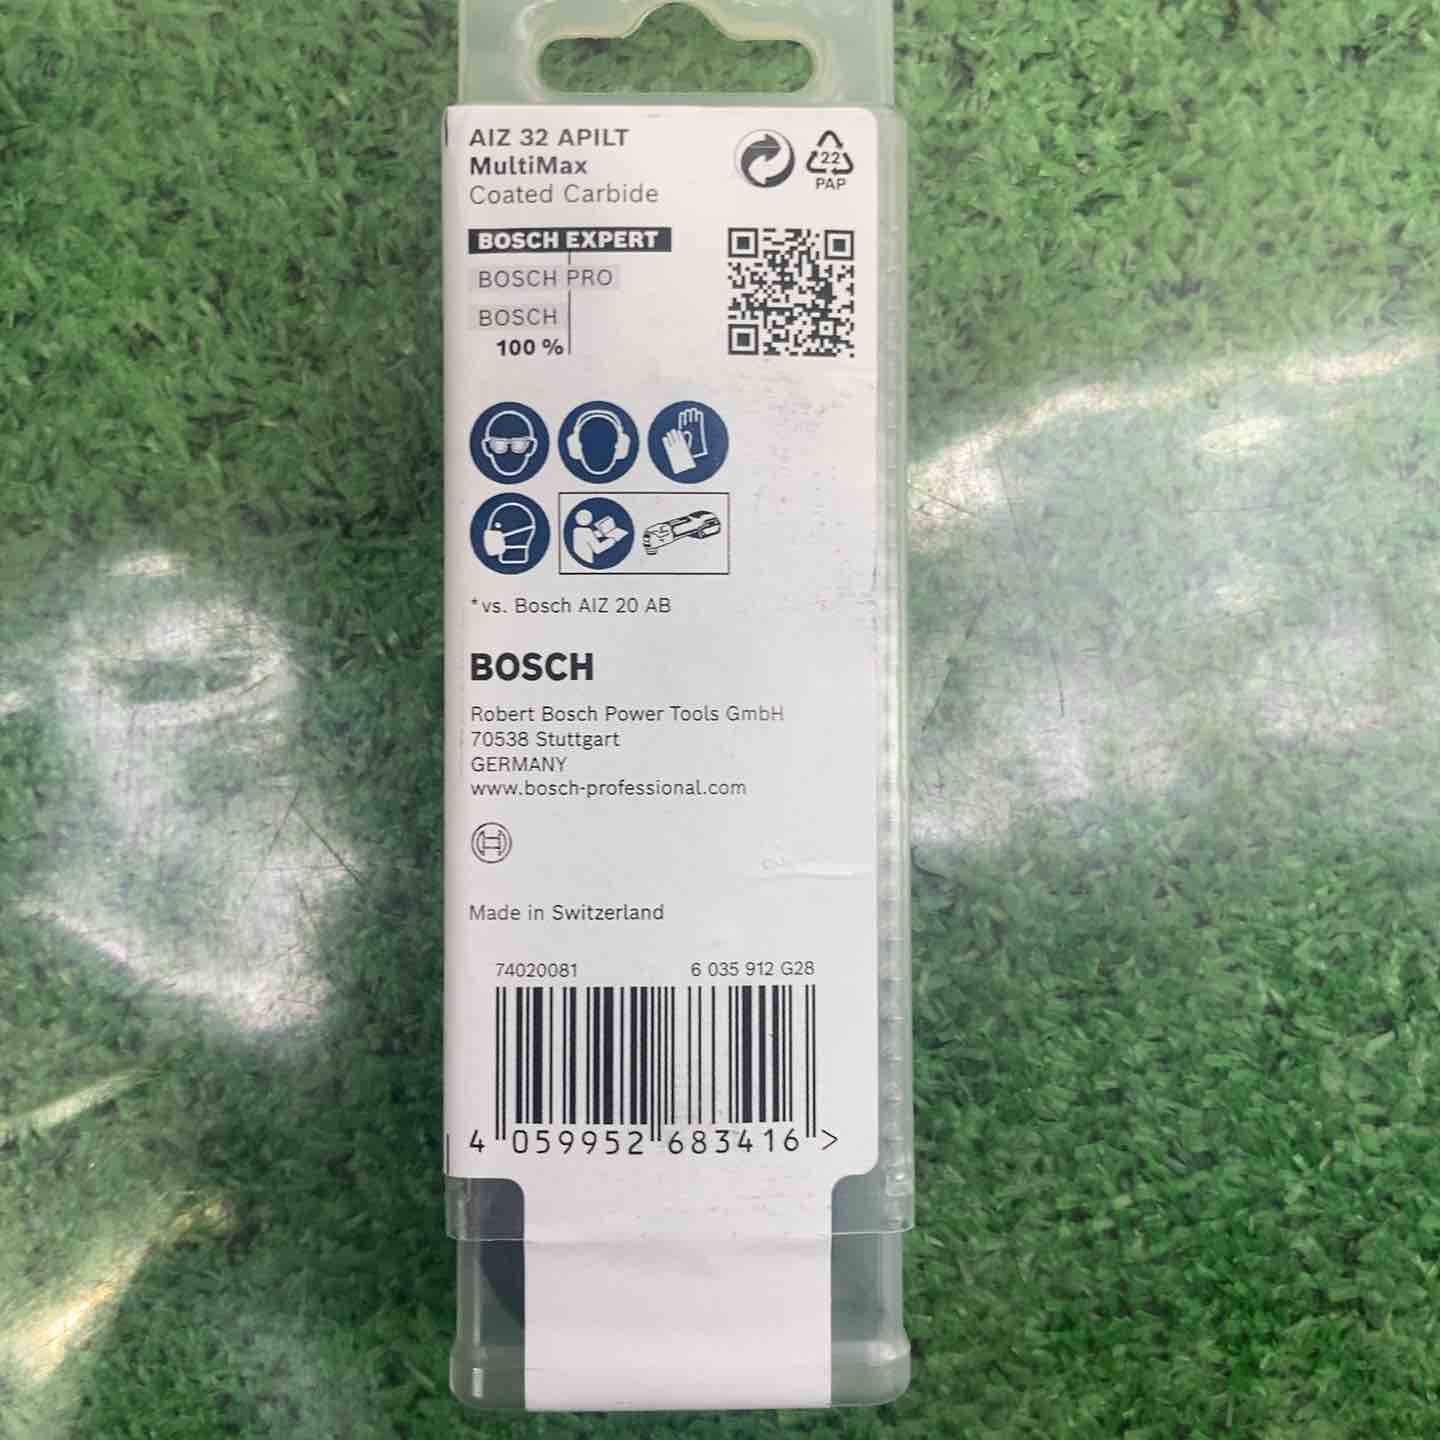 AIZ 32 APILT
MultiMax
Coated Carbide
22
PAP
BOSCH EXPERT
BOSCH PRO
BOSCH
100 %
*vs. Bosch AIZ 20 AB
BOSCH
Robert Bosch Power Tools GmbH
70538 Stuttgart
GERMANY
www.bosch-professional.com
Made in Switzerland
74020081 6 035 912 G28
4 059952 683416 >